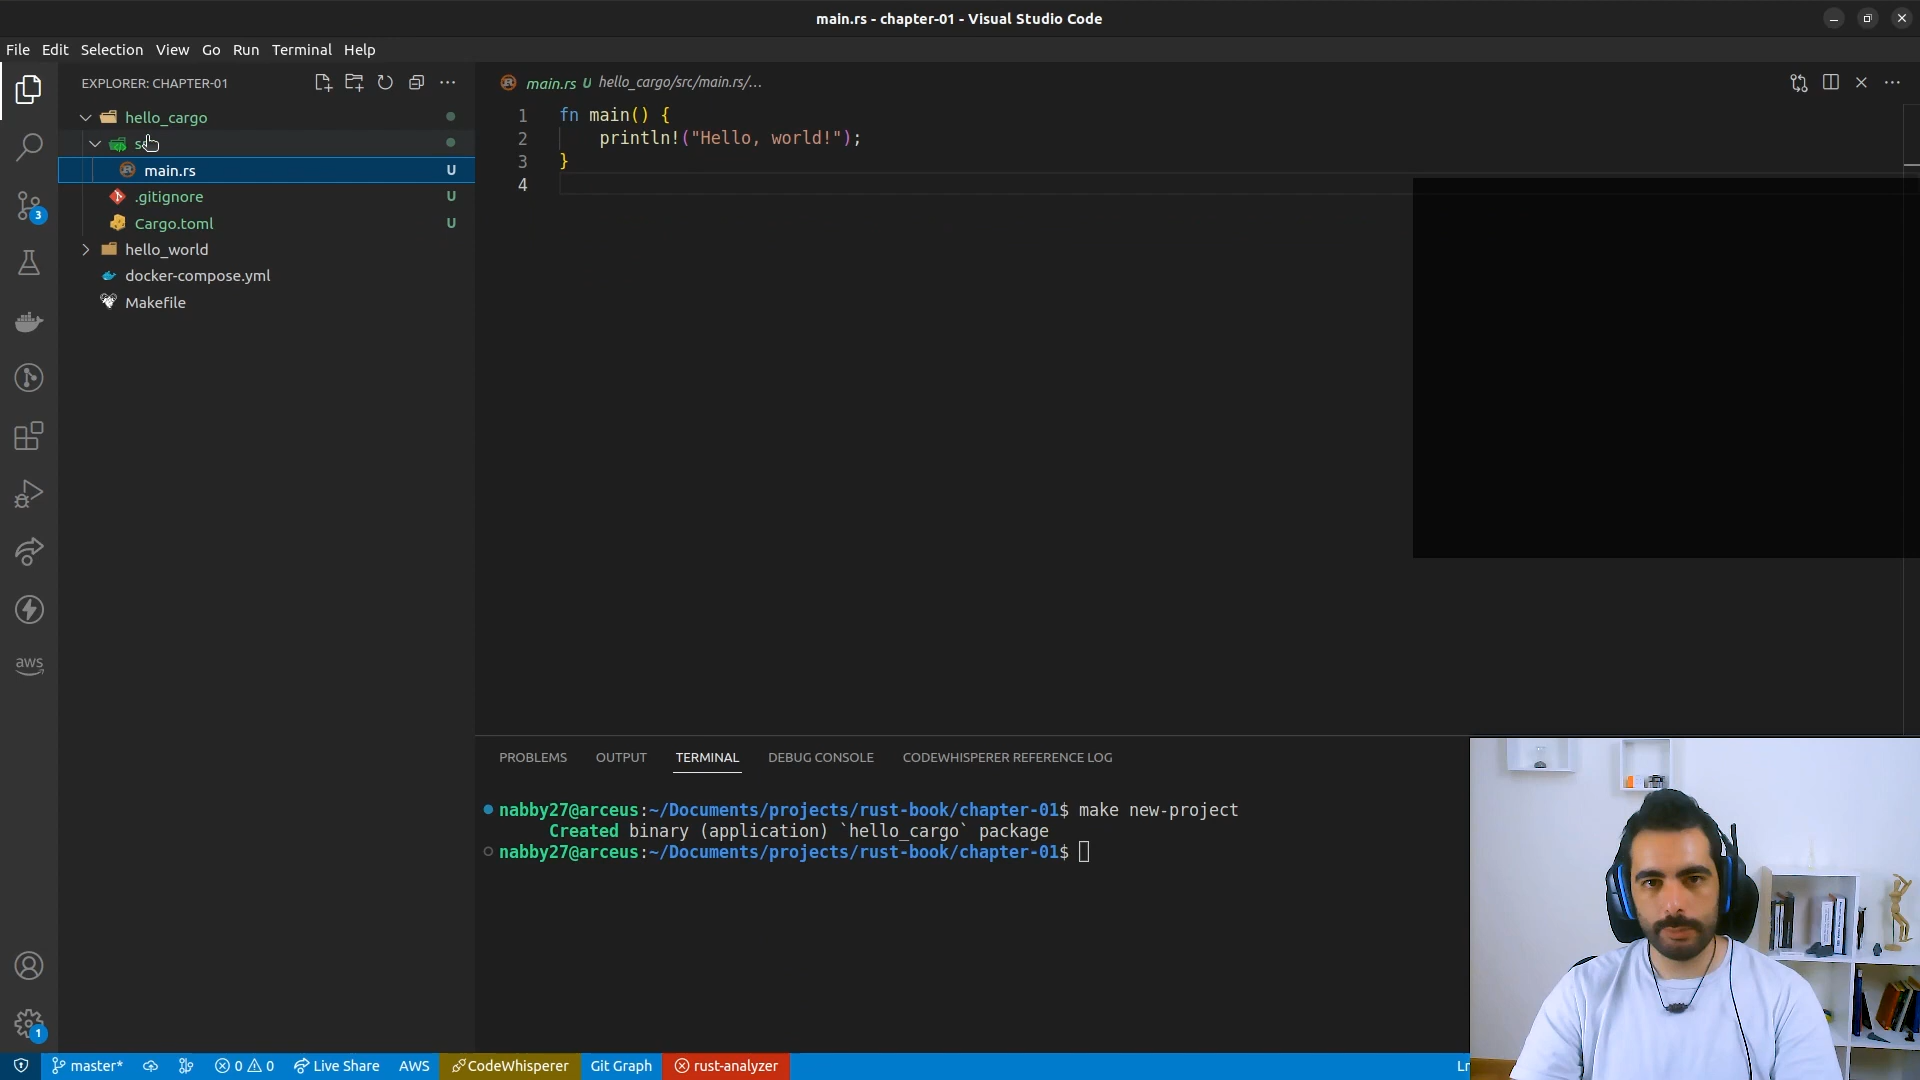 main.rs - chapter-01 - Visual Studio Code
File Edit Selection View Go Run Terminal Help
EXPLORER: CHAPTER-01
hello_cargo
main.rs U
.gitignore U
Cargo.toml U
hello_world
docker-compose.yml
Makefile
3
aws
1
main.rs U hello_cargo/src/main.rs/...
1 fn main() {
2 println!("Hello, world!");
3 }
4
PROBLEMS OUTPUT TERMINAL DEBUG CONSOLE CODEWHISPERER REFERENCE LOG
nabby27@arceus:~/Documents/projects/rust-book/chapter-01$ make new-project
Created binary (application) `hello_cargo` package
nabby27@arceus:~/Documents/projects/rust-book/chapter-01$
master* 0 0 Live Share AWS CodeWhisperer Git Graph rust-analyzer